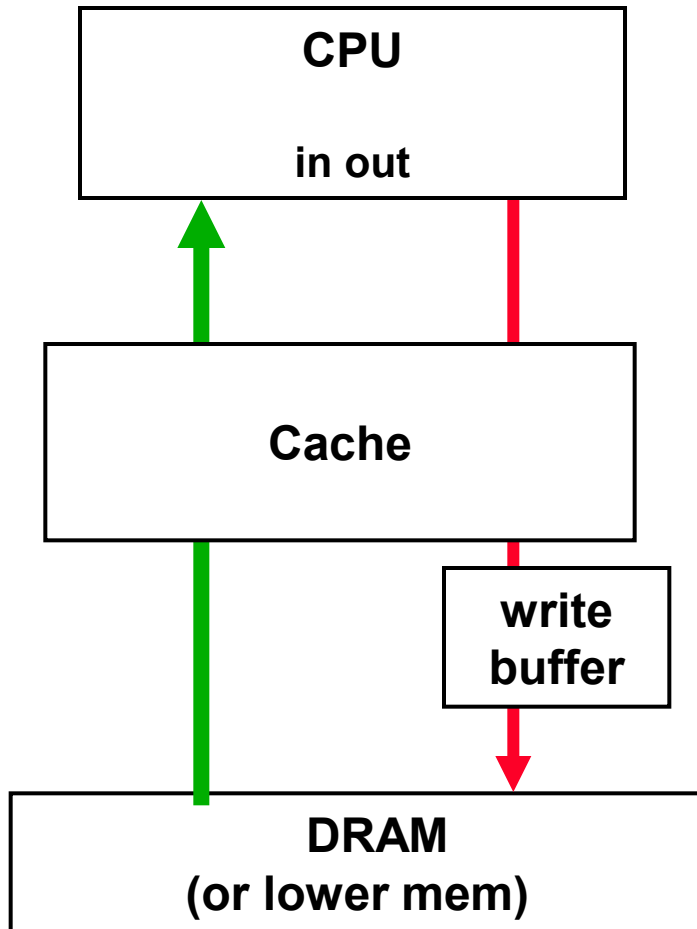 CPU
in out
Cache
write
buffer
DRAM
(or lower mem)